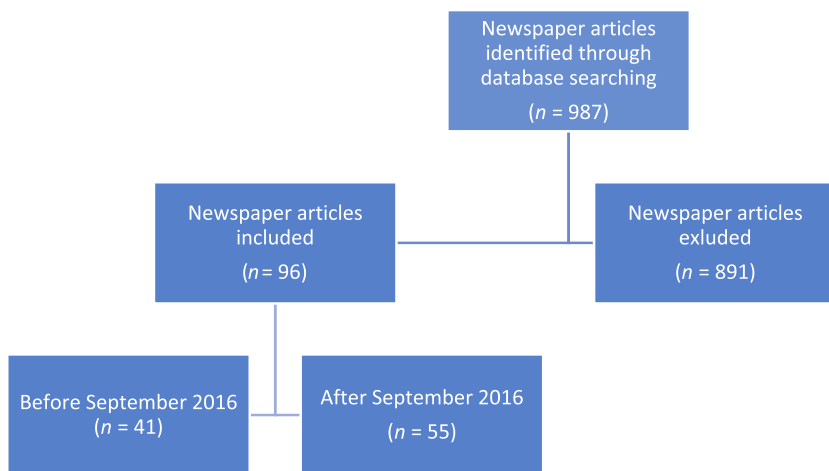 Newspaper articles
identified through
database searching
(n = 987)
Newspaper articles
included
(n = 96)
Newspaper articles
exluded
(n = 891)
Before September 2016
(n = 41)
After September 2016
(n = 55)